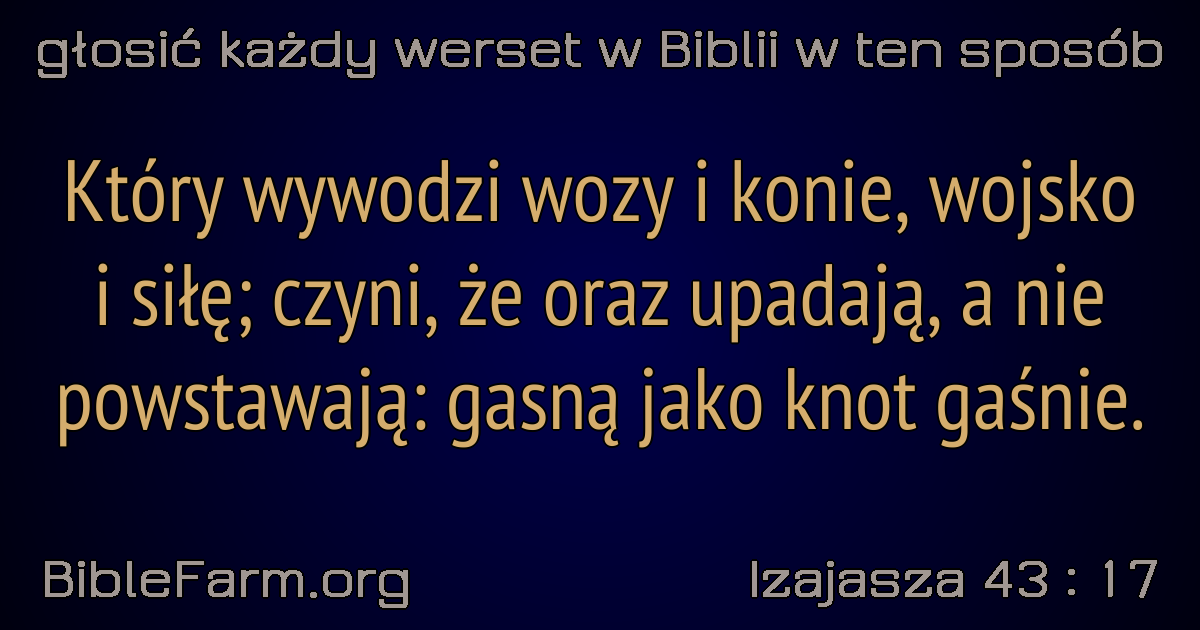 głosić każdy werset w Biblii w ten sposób
Który wywodzi wozy i konie, wojsko
i siłę; czyni, że oraz upadają, a nie
powstawają: gasną jako knot gaśnie.
BibleFarm.org
Izajasza 43 : 17